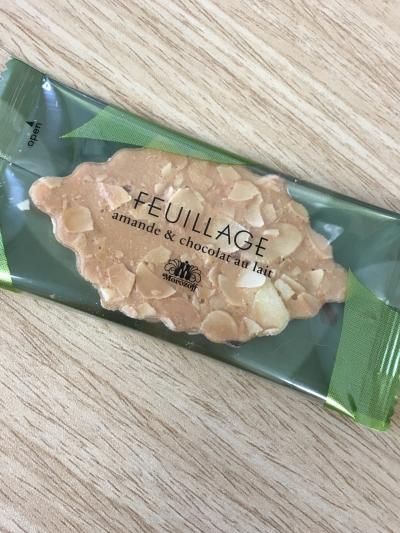 open
FEUILLAGE
amande & chocolat au lait
Morozoff